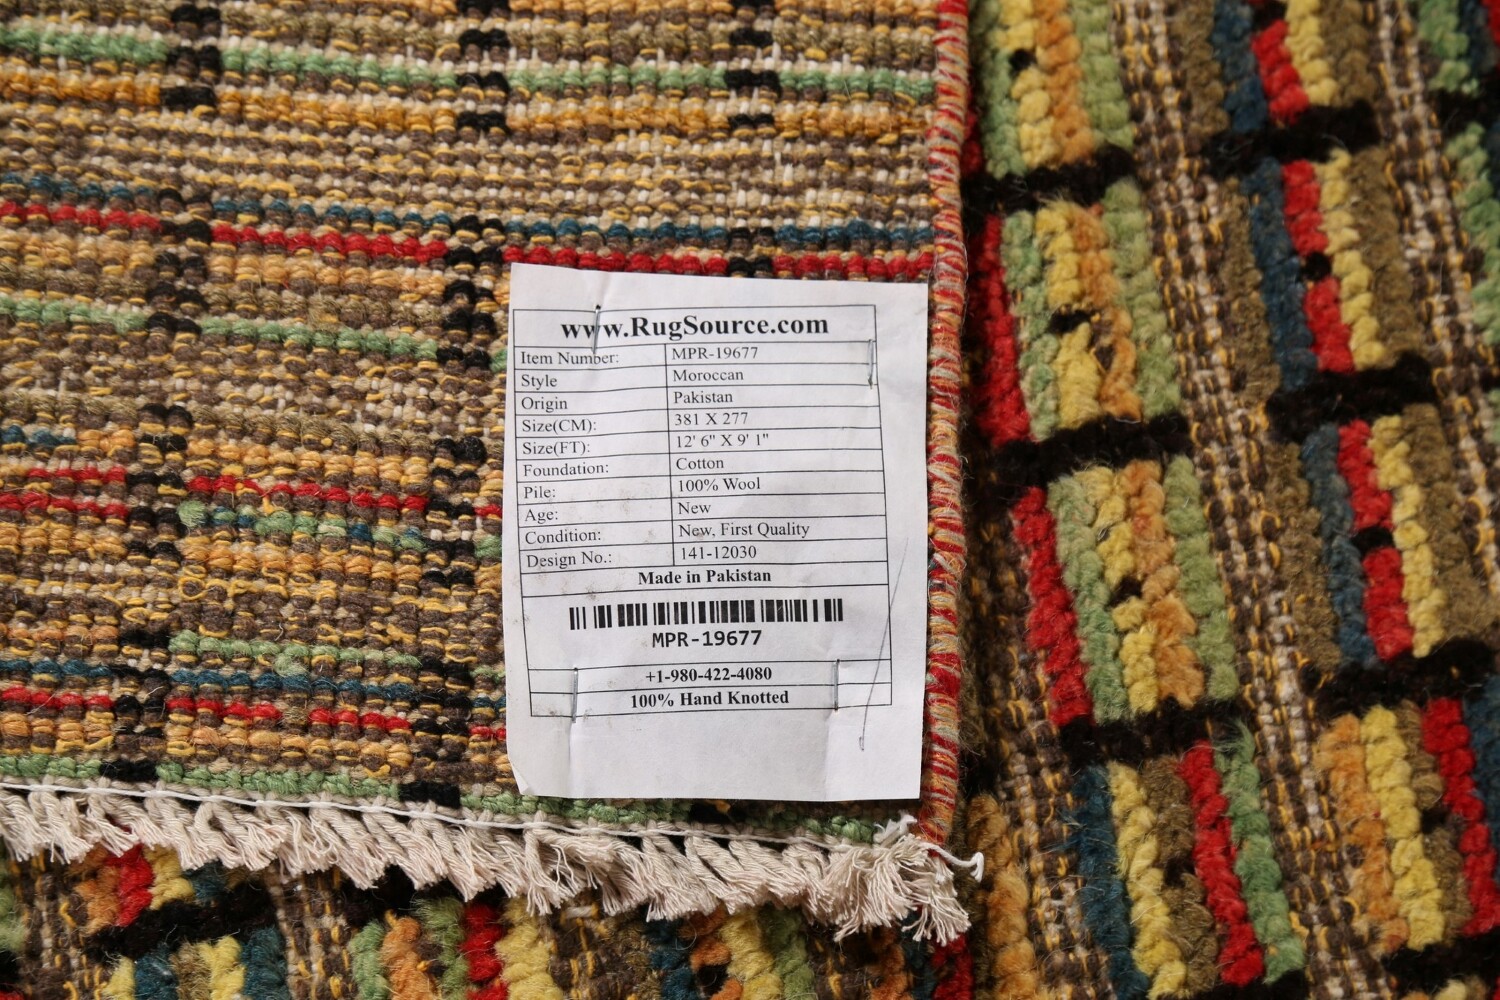 www.RugSource.com
Item Number: MPR-19677
Style Moroccan
Origin Pakistan
Size(CM): 381 X 277
Size(FT): 12' 6" X 9' 1"
Foundation: Cotton
Pile: 100% Wool
Age: New
Condition: New, First Quality
Design No.: 141-12030
Made in Pakistan
MPR-19677
+1-980-422-4080
100% Hand Knotted